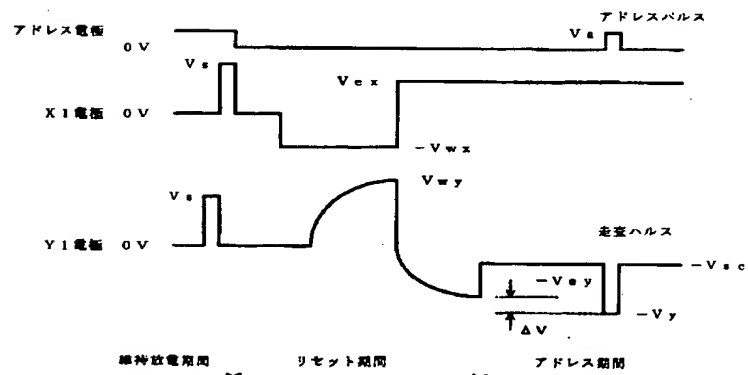 アドレスパルス
アドレス電極 0V Va
Vs Vex
X1電極 0V
-Vwx
Vwy
Vs
走査パルス
Y1電極 0V
-Vsc
-Vey
-Vy
ΔV
維持放電期間 リセット期間 アドレス期間